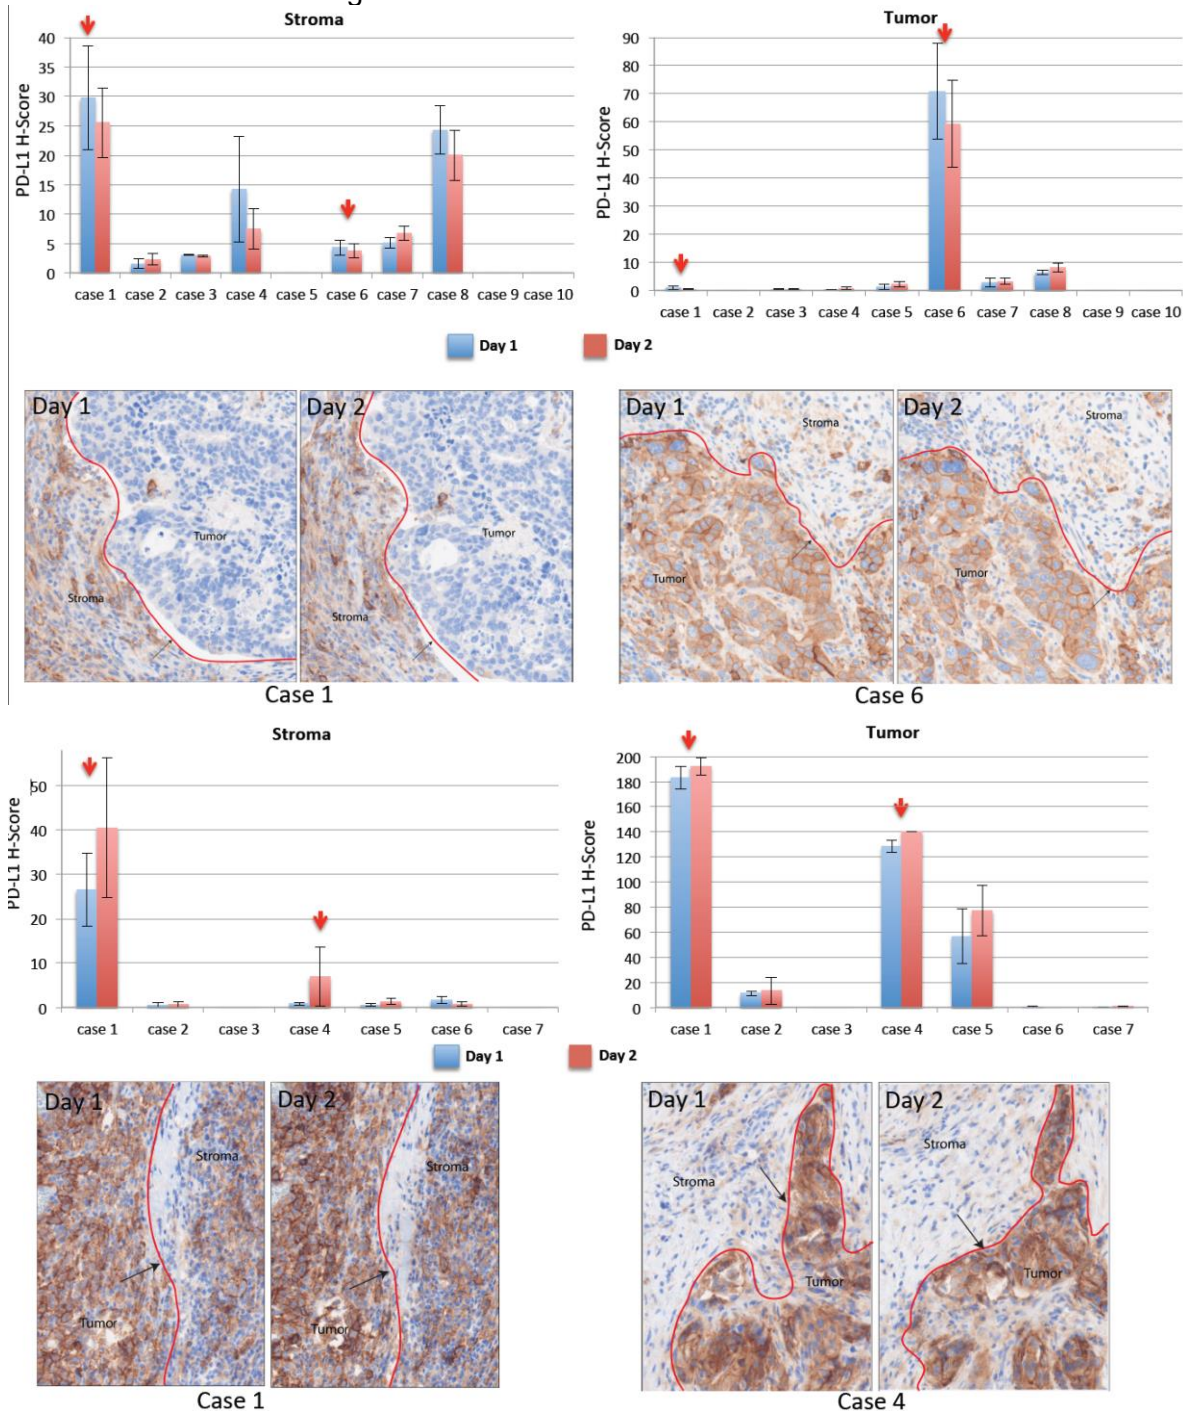 Stroma
40
35
30
25
20
15
10
5
0
PD-L1 H-Score
case 1 case 2 case 3 case 4 case 5 case 6 case 7 case 8 case 9 case 10
Tumor
90
80
70
60
50
40
30
20
10
0
PD-L1 H-Score
case 1 case 2 case 3 case 4 case 5 case 6 case 7 case 8 case 9 case 10
Day 1 Day 2
Day 1
Tumor
Stroma
Day 2
Tumor
Stroma
Case 1
Day 1
Stroma
Tumor
Day 2
Stroma
Tumor
Case 6
Stroma
50
40
30
20
10
0
PD-L1 H-Score
case 1 case 2 case 3 case 4 case 5 case 6 case 7
Tumor
200
180
160
140
120
100
80
60
40
20
0
PD-L1 H-Score
case 1 case 2 case 3 case 4 case 5 case 6 case 7
Day 1 Day 2
Day 1
Stroma
Tumor
Day 2
Stroma
Tumor
Case 1
Day 1
Stroma
Tumor
Day 2
Stroma
Tumor
Case 4